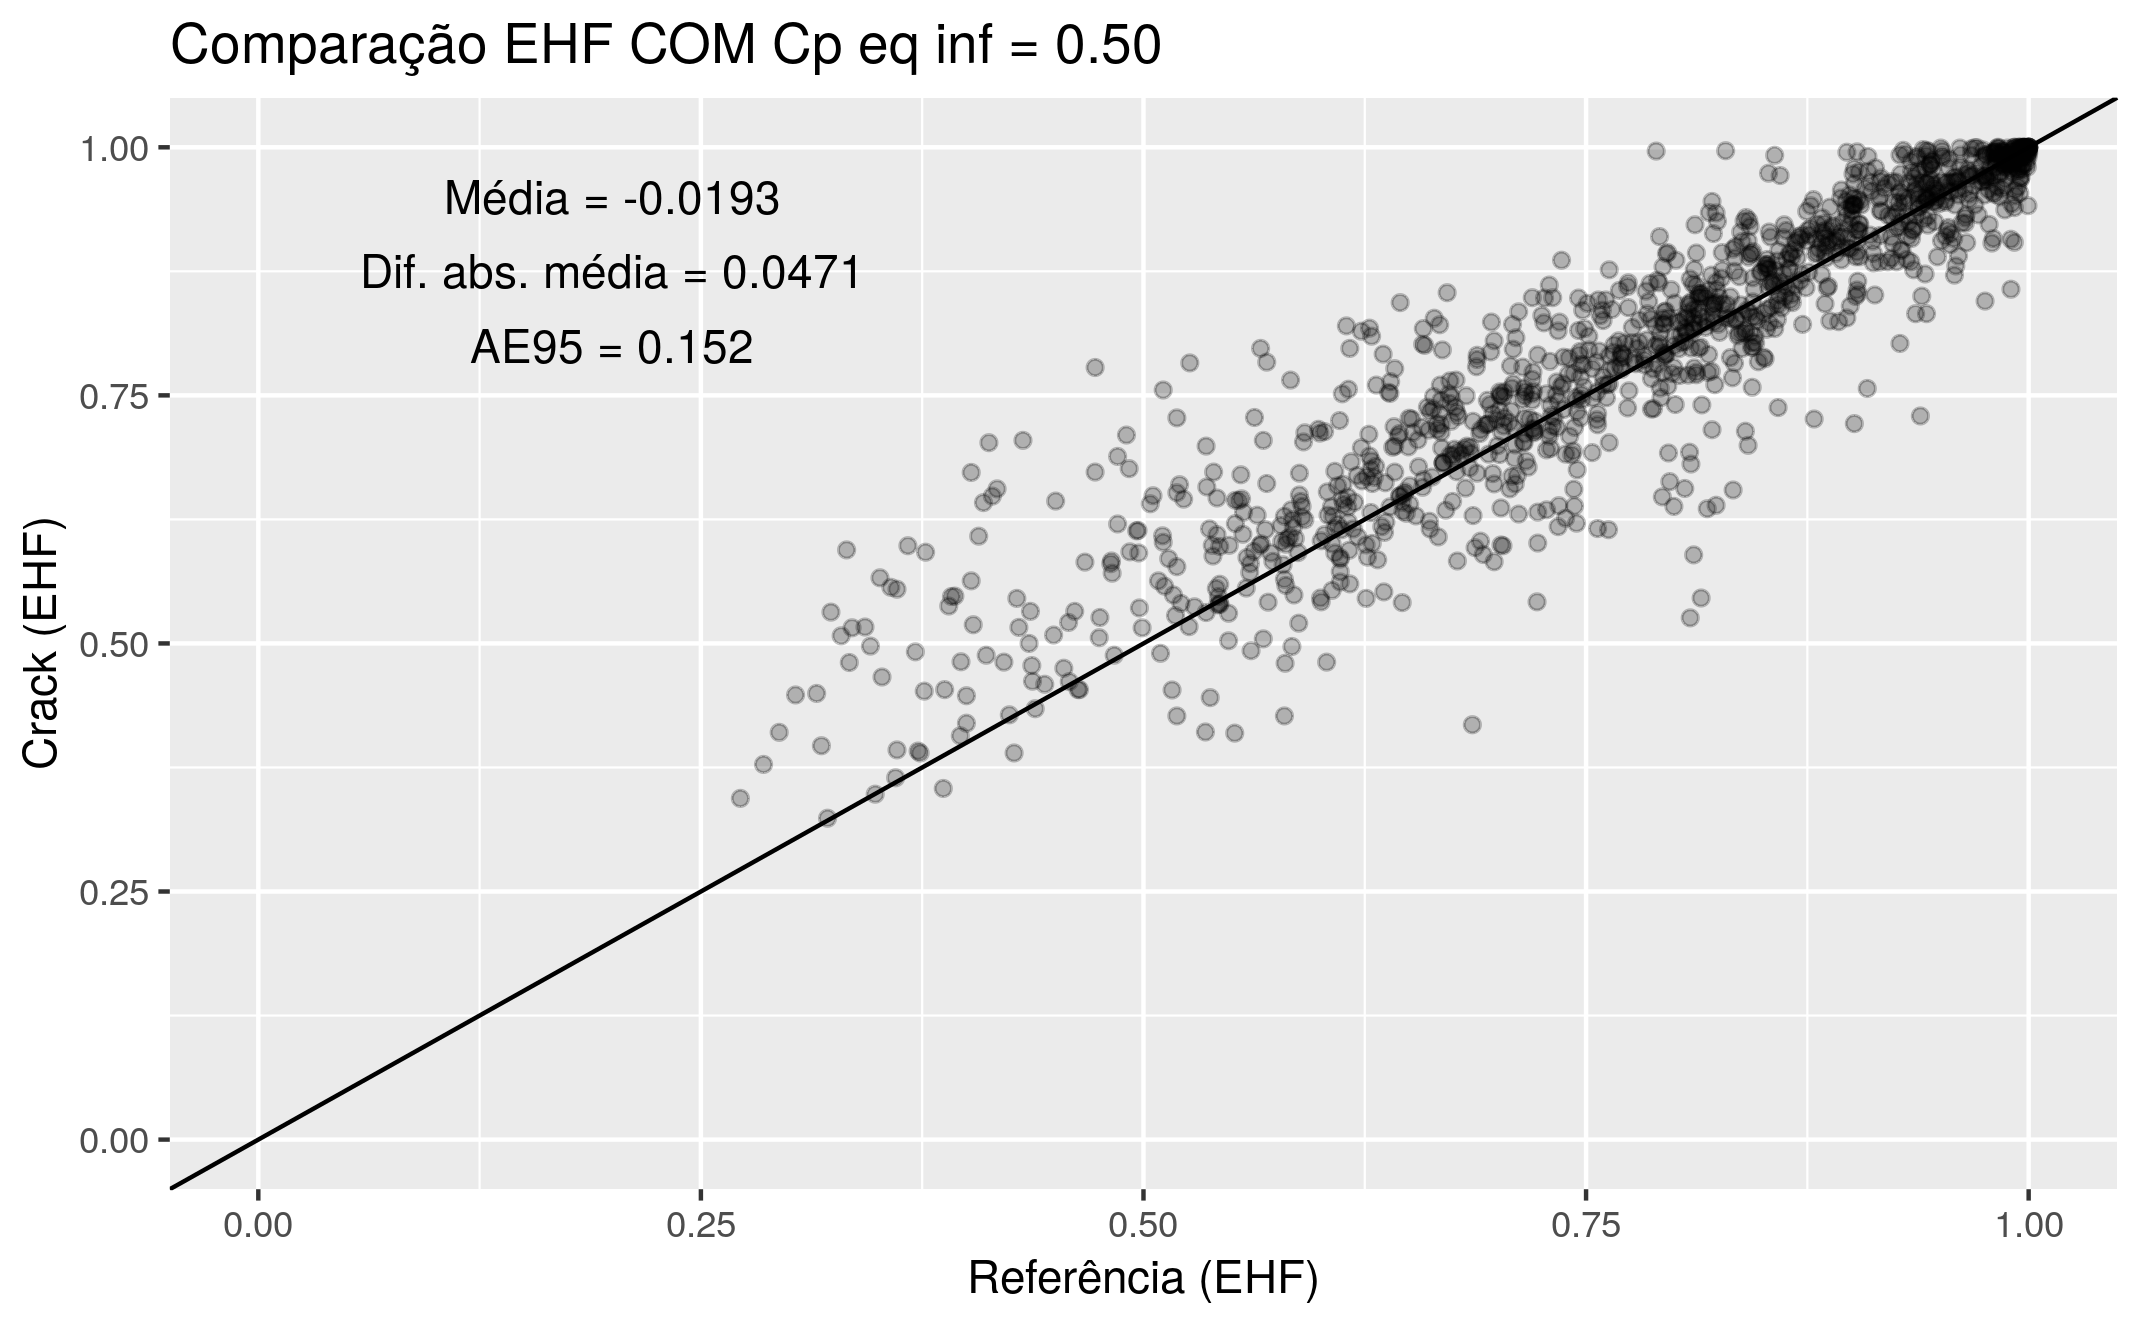 Comparação EHF COM Cp eq inf = 0.50
1.00
Média = -0.0193
Dif. abs. média = 0.0471
AE95 = 0.152
0.75
Crack (EHF)
0.50
0.25
0.00
0.00 0.25 0.50 0.75 1.00
Referência (EHF)